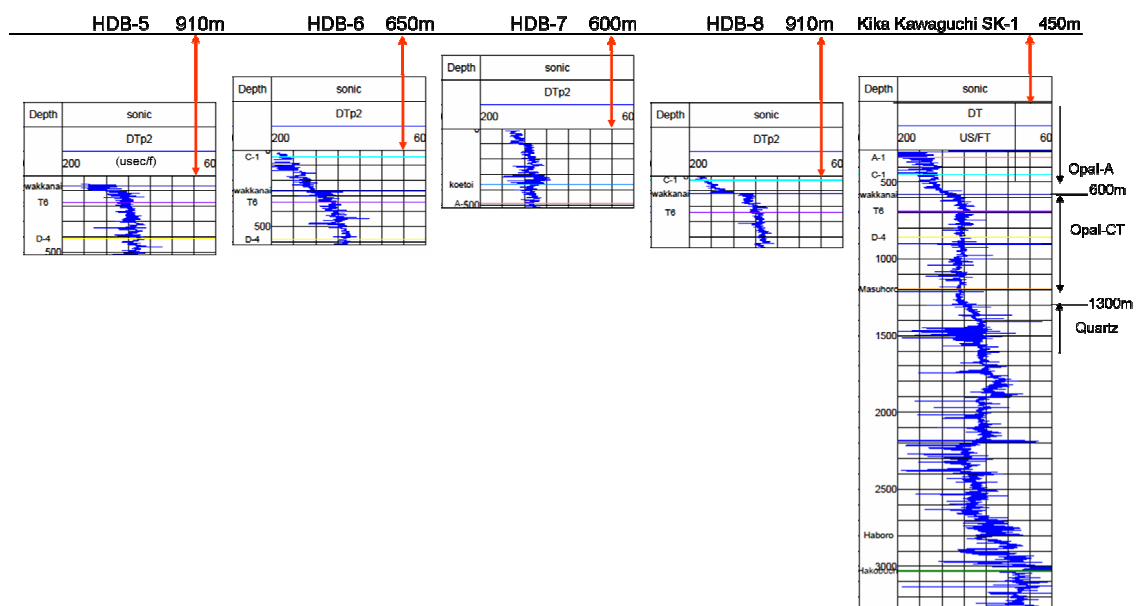 HDB-5 910m
HDB-6 650m
HDB-7 600m
HDB-8 910m
Kika Kawaguchi SK-1 450m
Depth sonic
DTp2
200 (usec/f) 60
wakkanai
T6
D-4
500
Depth sonic
DTp2
200 60
C-1
wakkanai
T6
500
D-4
Depth sonic
DTp2
200 60
0
koetoi
A-
500
Depth sonic
DTp2
200 60
C-1
wakkanai
T6
Depth sonic
DT
200 US/FT 60
A-1
C-1
500
wakkanai
T6
D-4
1000
Masuhoro
1500
2000
2500
Haboro
3000
Opal-A
600m
Opal-CT
1300m
Quartz